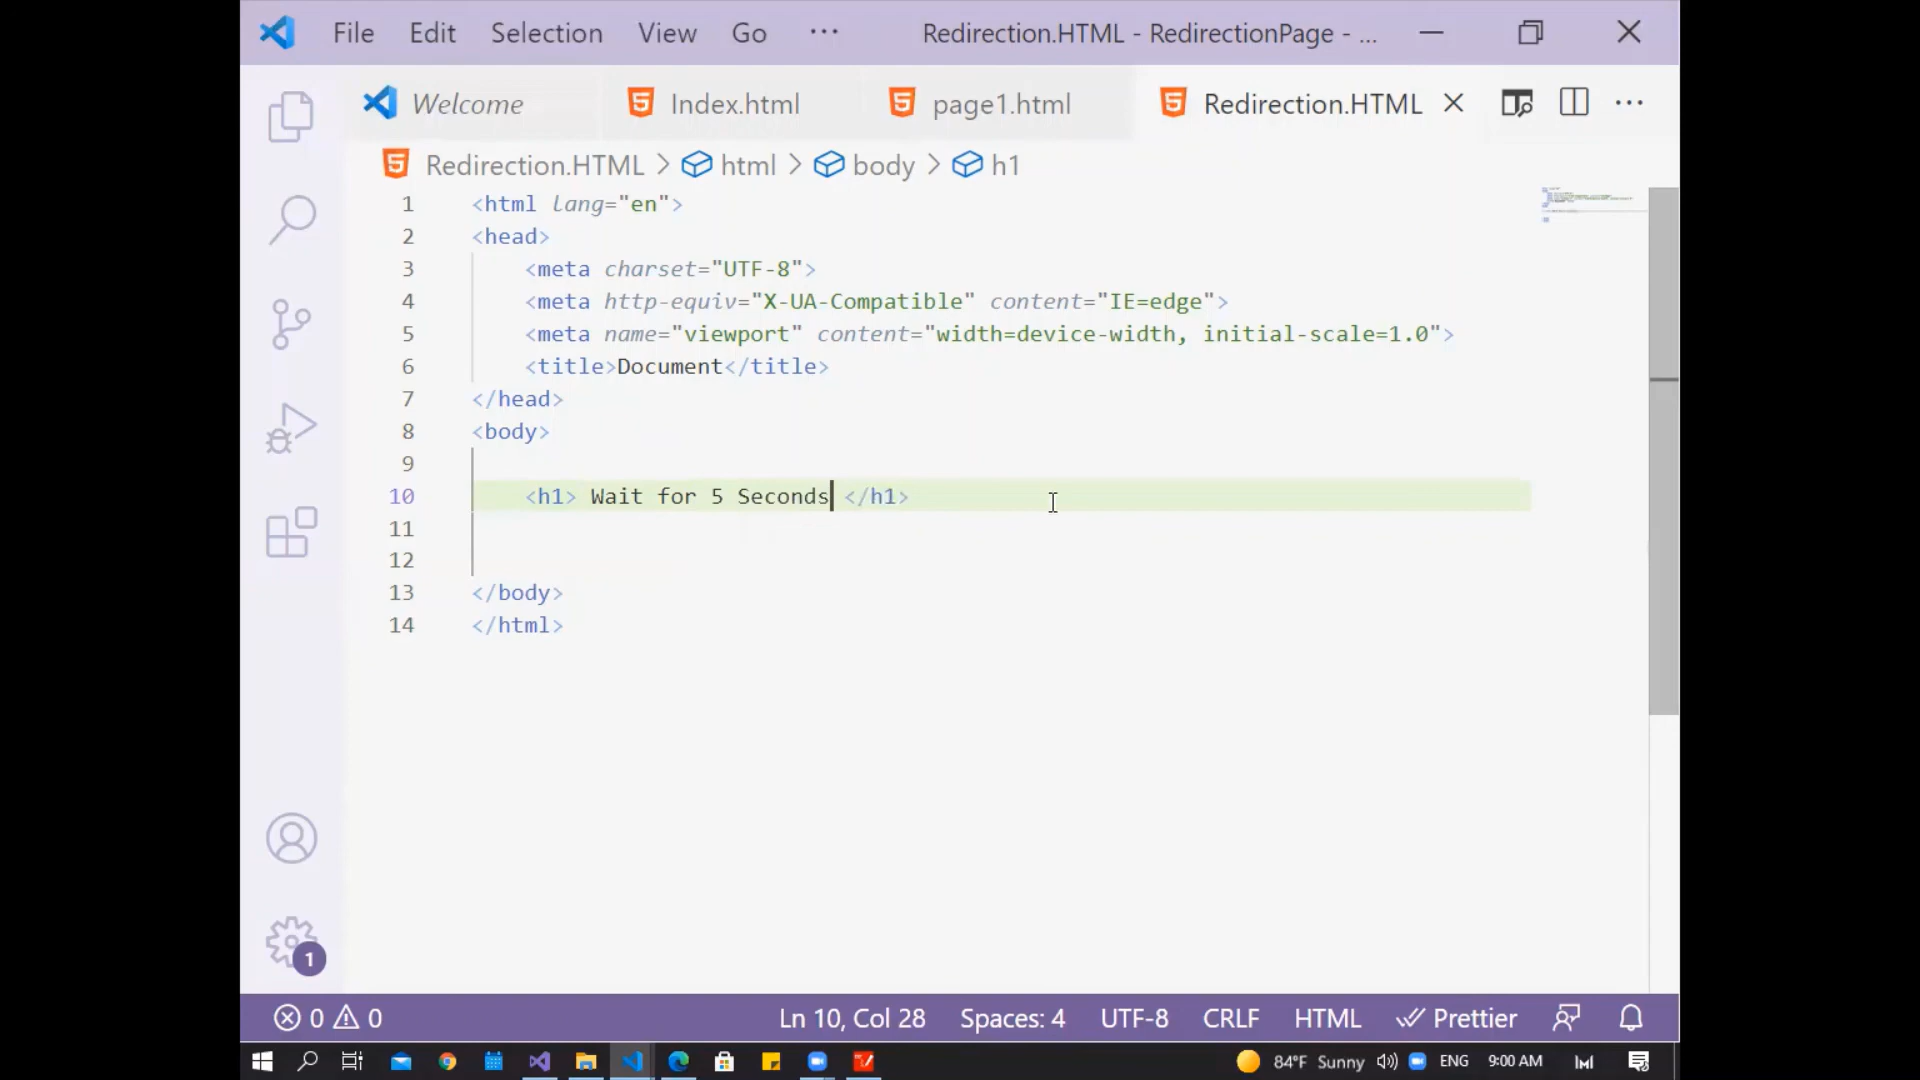 File Edit Selection View Go ··· Redirection.HTML - RedirectionPage - ...
Welcome Index.html page1.html Redirection.HTML
Redirection.HTML > html > body > h1
1 <html lang="en">
2 <head>
3 <meta charset="UTF-8">
4 <meta http-equiv="X-UA-Compatible" content="IE=edge">
5 <meta name="viewport" content="width=device-width, initial-scale=1.0">
6 <title>Document</title>
7 </head>
8 <body>
9
10 <h1> Wait for 5 Seconds </h1>
11
12
13 </body>
14 </html>
1
0 0 Ln 10, Col 28 Spaces: 4 UTF-8 CRLF HTML Prettier
84°F Sunny ENG 9:00 AM